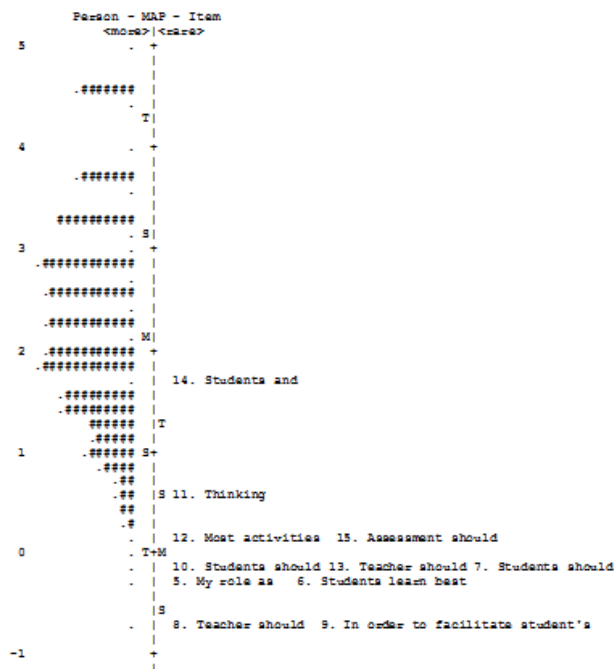 Person - MAP - Item
<more>|<rare>
5 . +
|
|
|
.####### |
. |
T|
|
4 . +
|
|
.####### |
. |
|
########## |
. S|
3 . +
.############ |
. |
.########### |
. |
.########### |
. M|
2 .########### +
.############ |
. | 14. Students and
.######### |
.######### |
###### |T
.##### |
1 .###### S+
.#### |
.## |
.## |S 11. Thinking
## |
.# |
. | 12. Most activities 15. Assessment should
0 . T+M
. | 10. Students should 13. Teacher should 7. Students should
. | 5. My role as 6. Students learn best
|
|S
. | 8. Teacher should 9. In order to facilitate student's
|
-1 +
|